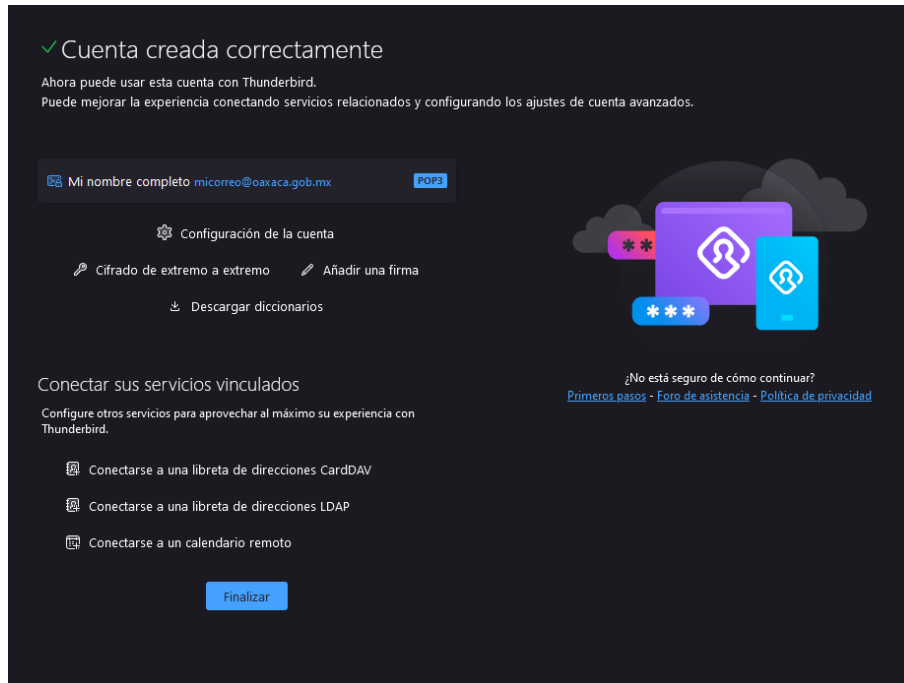 Cuenta creada correctamente
Ahora puede usar esta cuenta con Thunderbird.
Puede mejorar la experiencia conectando servicios relacionados y configurando los ajustes de cuenta avanzados.
Mi nombre completo micorreo@oaxaca.gob.mx POP3
Configuración de la cuenta
Cifrado de extremo a extremo Añadir una firma
Descargar diccionarios
Conectar sus servicios vinculados
Configure otros servicios para aprovechar al máximo su experiencia con
Thunderbird.
Conectarse a una libreta de direcciones CardDAV
Conectarse a una libreta de direcciones LDAP
Conectarse a un calendario remoto
Finalizar
** 
***
¿No está seguro de cómo continuar?
Primeros pasos - Foro de asistencia - Política de privacidad